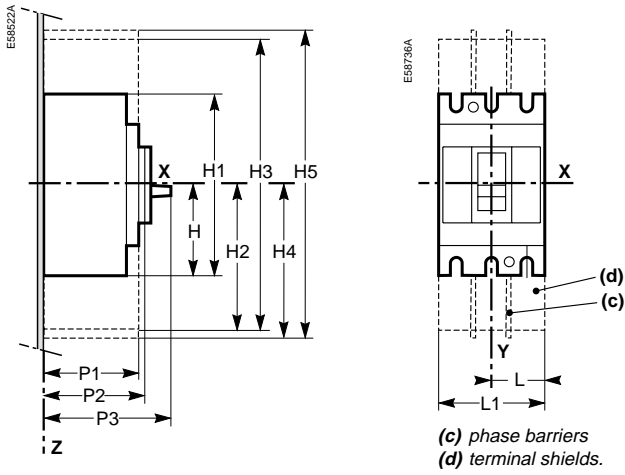 E58522A
X
H1
H3
H5
H
H2
H4
P1
P2
P3
Z
E58736A
X
(d)
(c)
Y
L
L1
(c) phase barriers
(d) terminal shields.